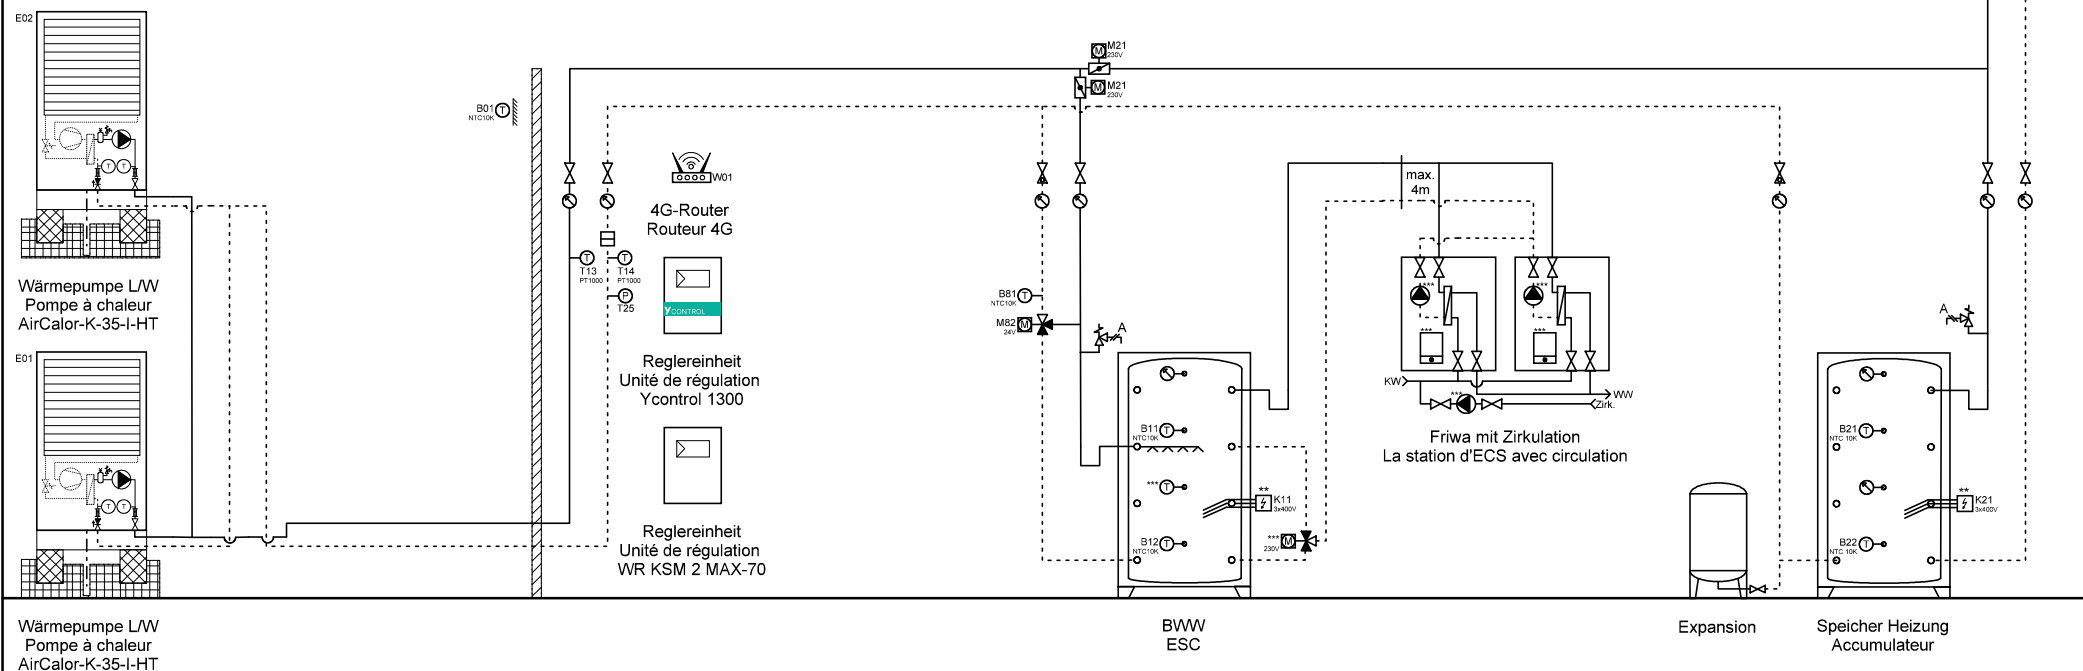 E02
Wärmepumpe L/W
Pompe à chaleur
AirCalor-K-35-I-HT
E01
Wärmepumpe L/W
Pompe à chaleur
AirCalor-K-35-I-HT
T T
T T
B01 T
NTC10K
W01
4G-Router
Routeur 4G
T T
T13 T14
PT1000 PT1000
P
T25
YCONTROL
Reglereinheit
Unité de régulation
Ycontrol 1300
Reglereinheit
Unité de régulation
WR KSM 2 MAX-70
M M21
230V
M M21
230V
B81 T
NTC10K
M82 M
24V
A
B11 T
NTC10K
*** T
B12 T
NTC10K
**
K11
3x400V
*** M
230V
BWW
ESC
max.
4m
*** ***
*** ***
KW
WW
***
Zirk.
Friwa mit Zirkulation
La station d'ECS avec circulation
Expansion
A
B21 T
NTC 10K
**
K21
3x400V
B22 T
NTC 10K
Speicher Heizung
Accumulateur